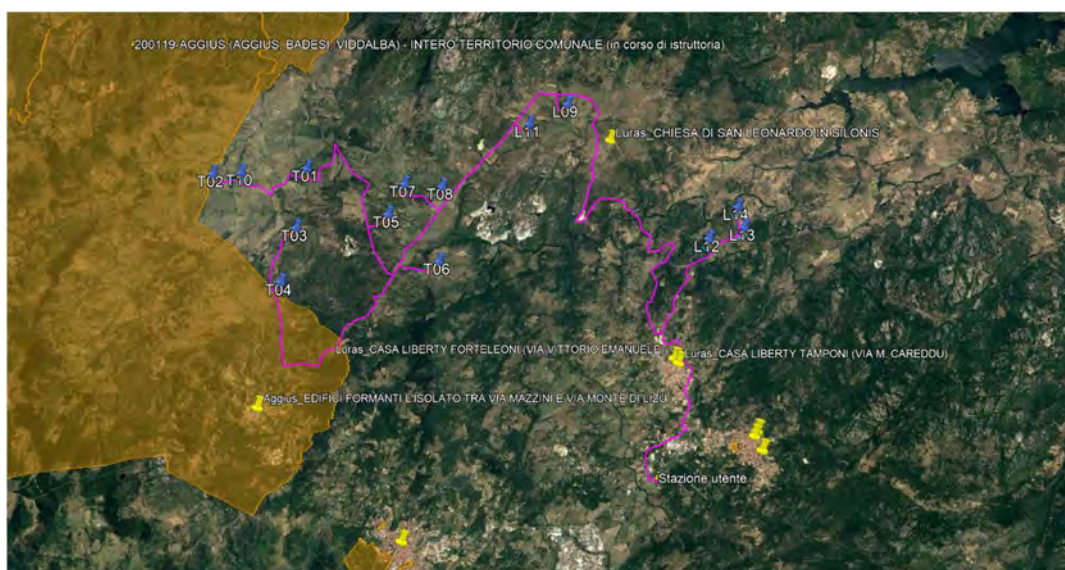 200119-AGGIUS (AGGIUS, BADESI, VIDDALBA) - INTERO TERRITORIO COMUNALE (in corso di istruttoria)
L09
L11
Luras_CHIESA DI SAN LEONARDO IN SILONIS
T02
T10
T01
T07
T08
T05
L14
T03
L13
L12
T06
T04
Luras_CASA LIBERTY FORTELEONI (VIA VITTORIO EMANUELE)
Luras_CASA LIBERTY TAMPONI (VIA M. CAREDDU)
Aggius_EDIFICI FORMANTI L'ISOLATO TRA VIA MAZZINI E VIA MONTE DI LIZU
Stazione utente